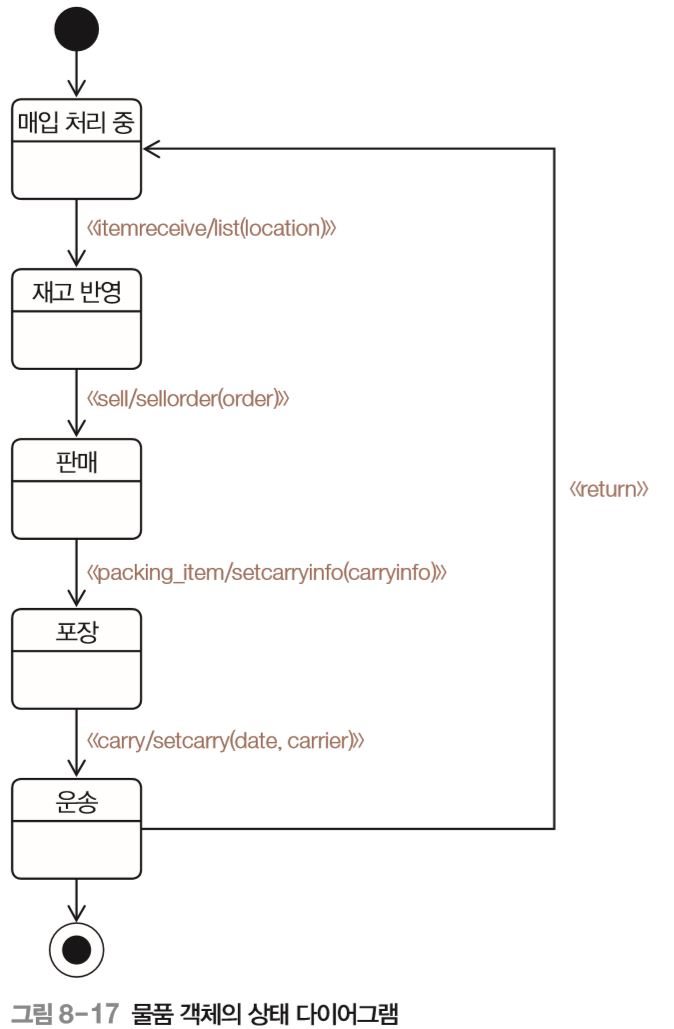 매입 처리 중
《itemreceive/list(location)》
재고 반영
《sell/sellorder(order)》
판매
《return》
《packing_item/setcarryinfo(carryinfo)》
포장
《carry/setcarry(date, carrier)》
운송
그림 8-17 물품 객체의 상태 다이어그램